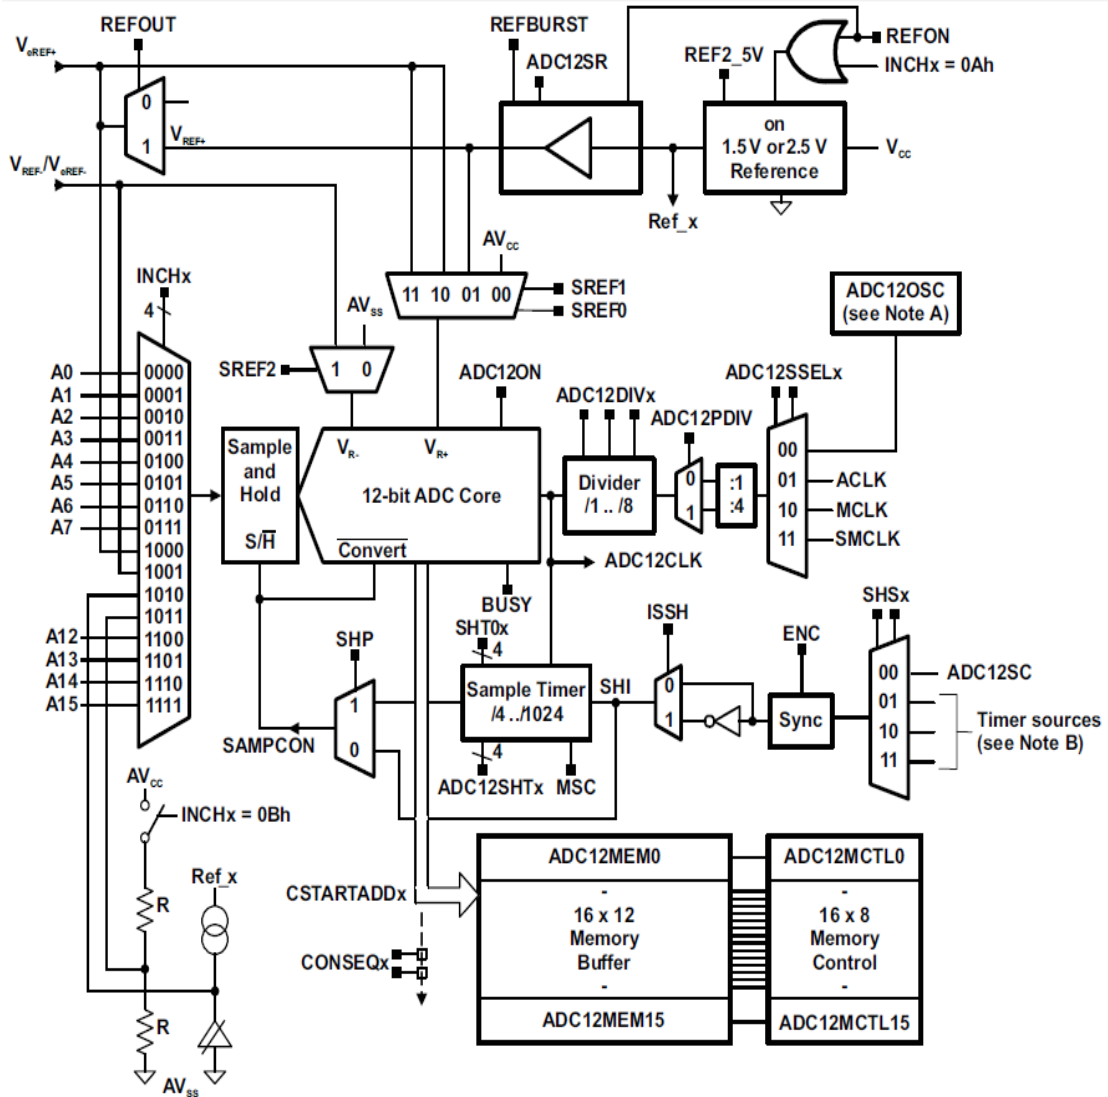 REFOUT
REFBURST
REFON
VeREF+
ADC12SR
REF2_5V
INCHx = 0Ah
0
1
VREF+
on
1.5 V or 2.5 V
Reference
VCC
VREF-/VeREF-
Ref_x
AVCC
INCHx
4
11 10 01 00
SREF1
SREF0
AVSS
ADC12OSC
(see Note A)
SREF2
1 0
ADC12ON
ADC12DIVx
ADC12SSELx
ADC12PDIV
A0
A1
A2
A3
A4
A5
A6
A7
A12
A13
A14
A15
0000
0001
0010
0011
0100
0101
0110
0111
1000
1001
1010
1011
1100
1101
1110
1111
Sample
and
Hold
S/H
VR-
VR+
12-bit ADC Core
Convert
Divider
/1 .. /8
0
1
:1
:4
00
01
10
11
ACLK
MCLK
SMCLK
ADC12CLK
BUSY
SHP
SHT0x
4
ISSH
ENC
SHSx
1
0
SAMPCON
Sample Timer
/4 ../1024
SHI
0
1
Sync
00
01
10
11
ADC12SC
Timer sources
(see Note B)
4
ADC12SHTx
MSC
AVCC
INCHx = 0Bh
Ref_x
R
R
AVSS
CSTARTADDx
CONSEQx
ADC12MEM0
-
16 x 12
Memory
Buffer
-
ADC12MEM15
ADC12MCTL0
-
16 x 8
Memory
Control
-
ADC12MCTL15